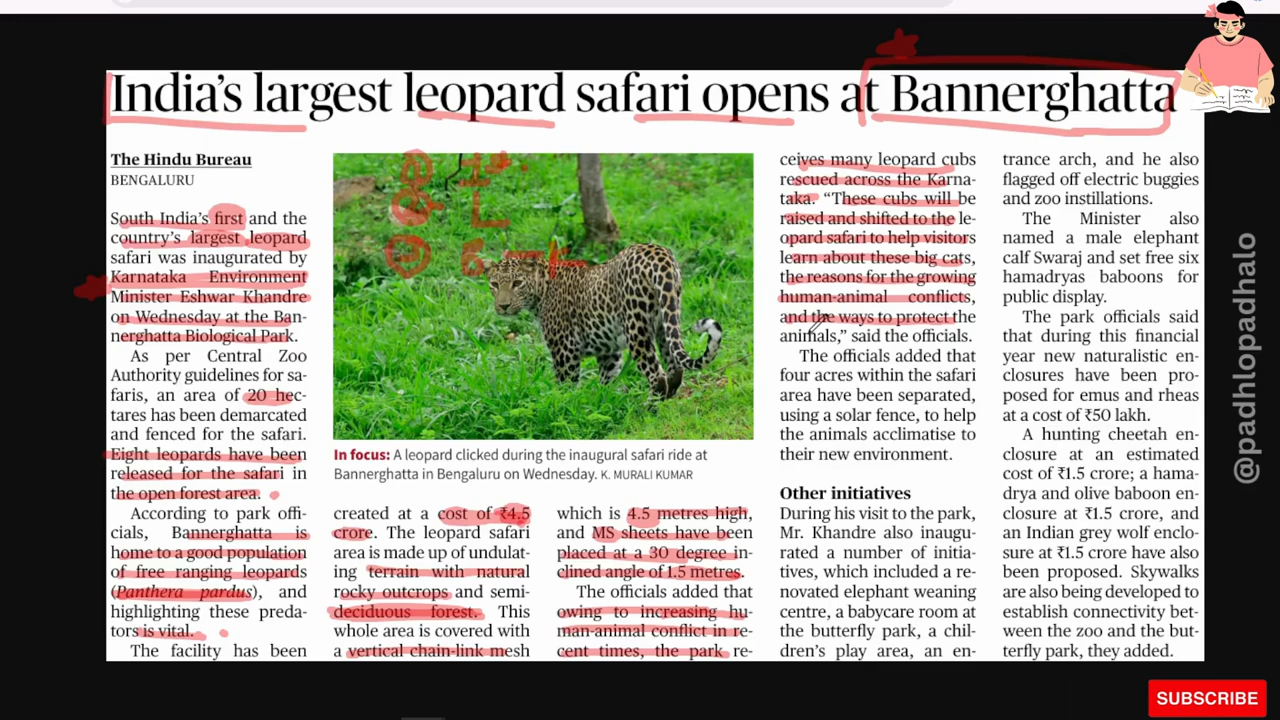 India's largest leopard safari opens at Bannerghatta
The Hindu Bureau
BENGALURU
South India's first and the
country's largest leopard
safari was inaugurated by
Karnataka Environment
Minister Eshwar Khandre
on Wednesday at the Ban-
nerghatta Biological Park.
As per Central Zoo
Authority guidelines for sa-
faris, an area of 20 hec-
tares has been demarcated
and fenced for the safari.
Eight leopards have been
released for the safari in
the open forest area.
According to park offi-
cials, Bannerghatta is
home to a good population
of free ranging leopards
(Panthera pardus), and
highlighting these preda-
tors is vital.
The facility has been
In focus: A leopard clicked during the inaugural safari ride at
Bannerghatta in Bengaluru on Wednesday. K. MURALI KUMAR
created at a cost of ₹4.5
crore. The leopard safari
area is made up of undulat-
ing terrain with natural
rocky outcrops and semi-
deciduous forest. This
whole area is covered with
a vertical chain-link mesh
which is 4.5 metres high,
and MS sheets have been
placed at a 30 degree in-
clined angle of 1.5 metres.
The officials added that
owing to increasing hu-
man-animal conflict in re-
cent times, the park re-
ceives many leopard cubs
rescued across the Karna-
taka. “These cubs will be
raised and shifted to the le-
opard safari to help visitors
learn about these big cats,
the reasons for the growing
human-animal conflicts,
and the ways to protect the
animals,” said the officials.
The officials added that
four acres within the safari
area have been separated,
using a solar fence, to help
the animals acclimatise to
their new environment.
Other initiatives
During his visit to the park,
Mr. Khandre also inaugu-
rated a number of initia-
tives, which included a re-
novated elephant weaning
centre, a babycare room at
the butterfly park, a chil-
dren's play area, an en-
trance arch, and he also
flagged off electric buggies
and zoo instillations.
The Minister also
named a male elephant
calf Swaraj and set free six
hamadryas baboons for
public display.
The park officials said
that during this financial
year new naturalistic en-
closures have been pro-
posed for emus and rheas
at a cost of ₹50 lakh.
A hunting cheetah en-
closure at an estimated
cost of ₹1.5 crore; a hama-
drya and olive baboon en-
closure at ₹1.5 crore, and
an Indian grey wolf enclo-
sure at ₹1.5 crore have also
been proposed. Skywalks
are also being developed to
establish connectivity bet-
ween the zoo and the but-
terfly park, they added.
@padhlopadhalo
SUBSCRIBE